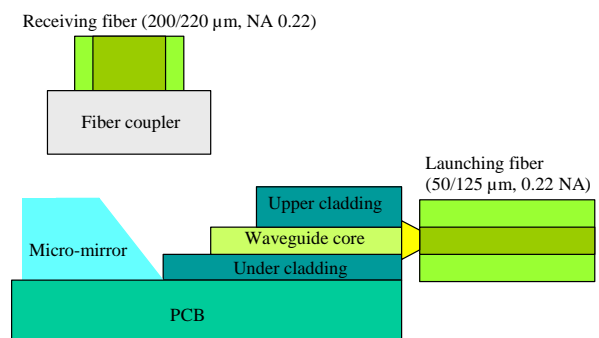 Receiving fiber (200/220 µm, NA 0.22)
Fiber coupler
Launching fiber
(50/125 µm, 0.22 NA)
Upper cladding
Waveguide core
Micro-mirror
Under cladding
PCB